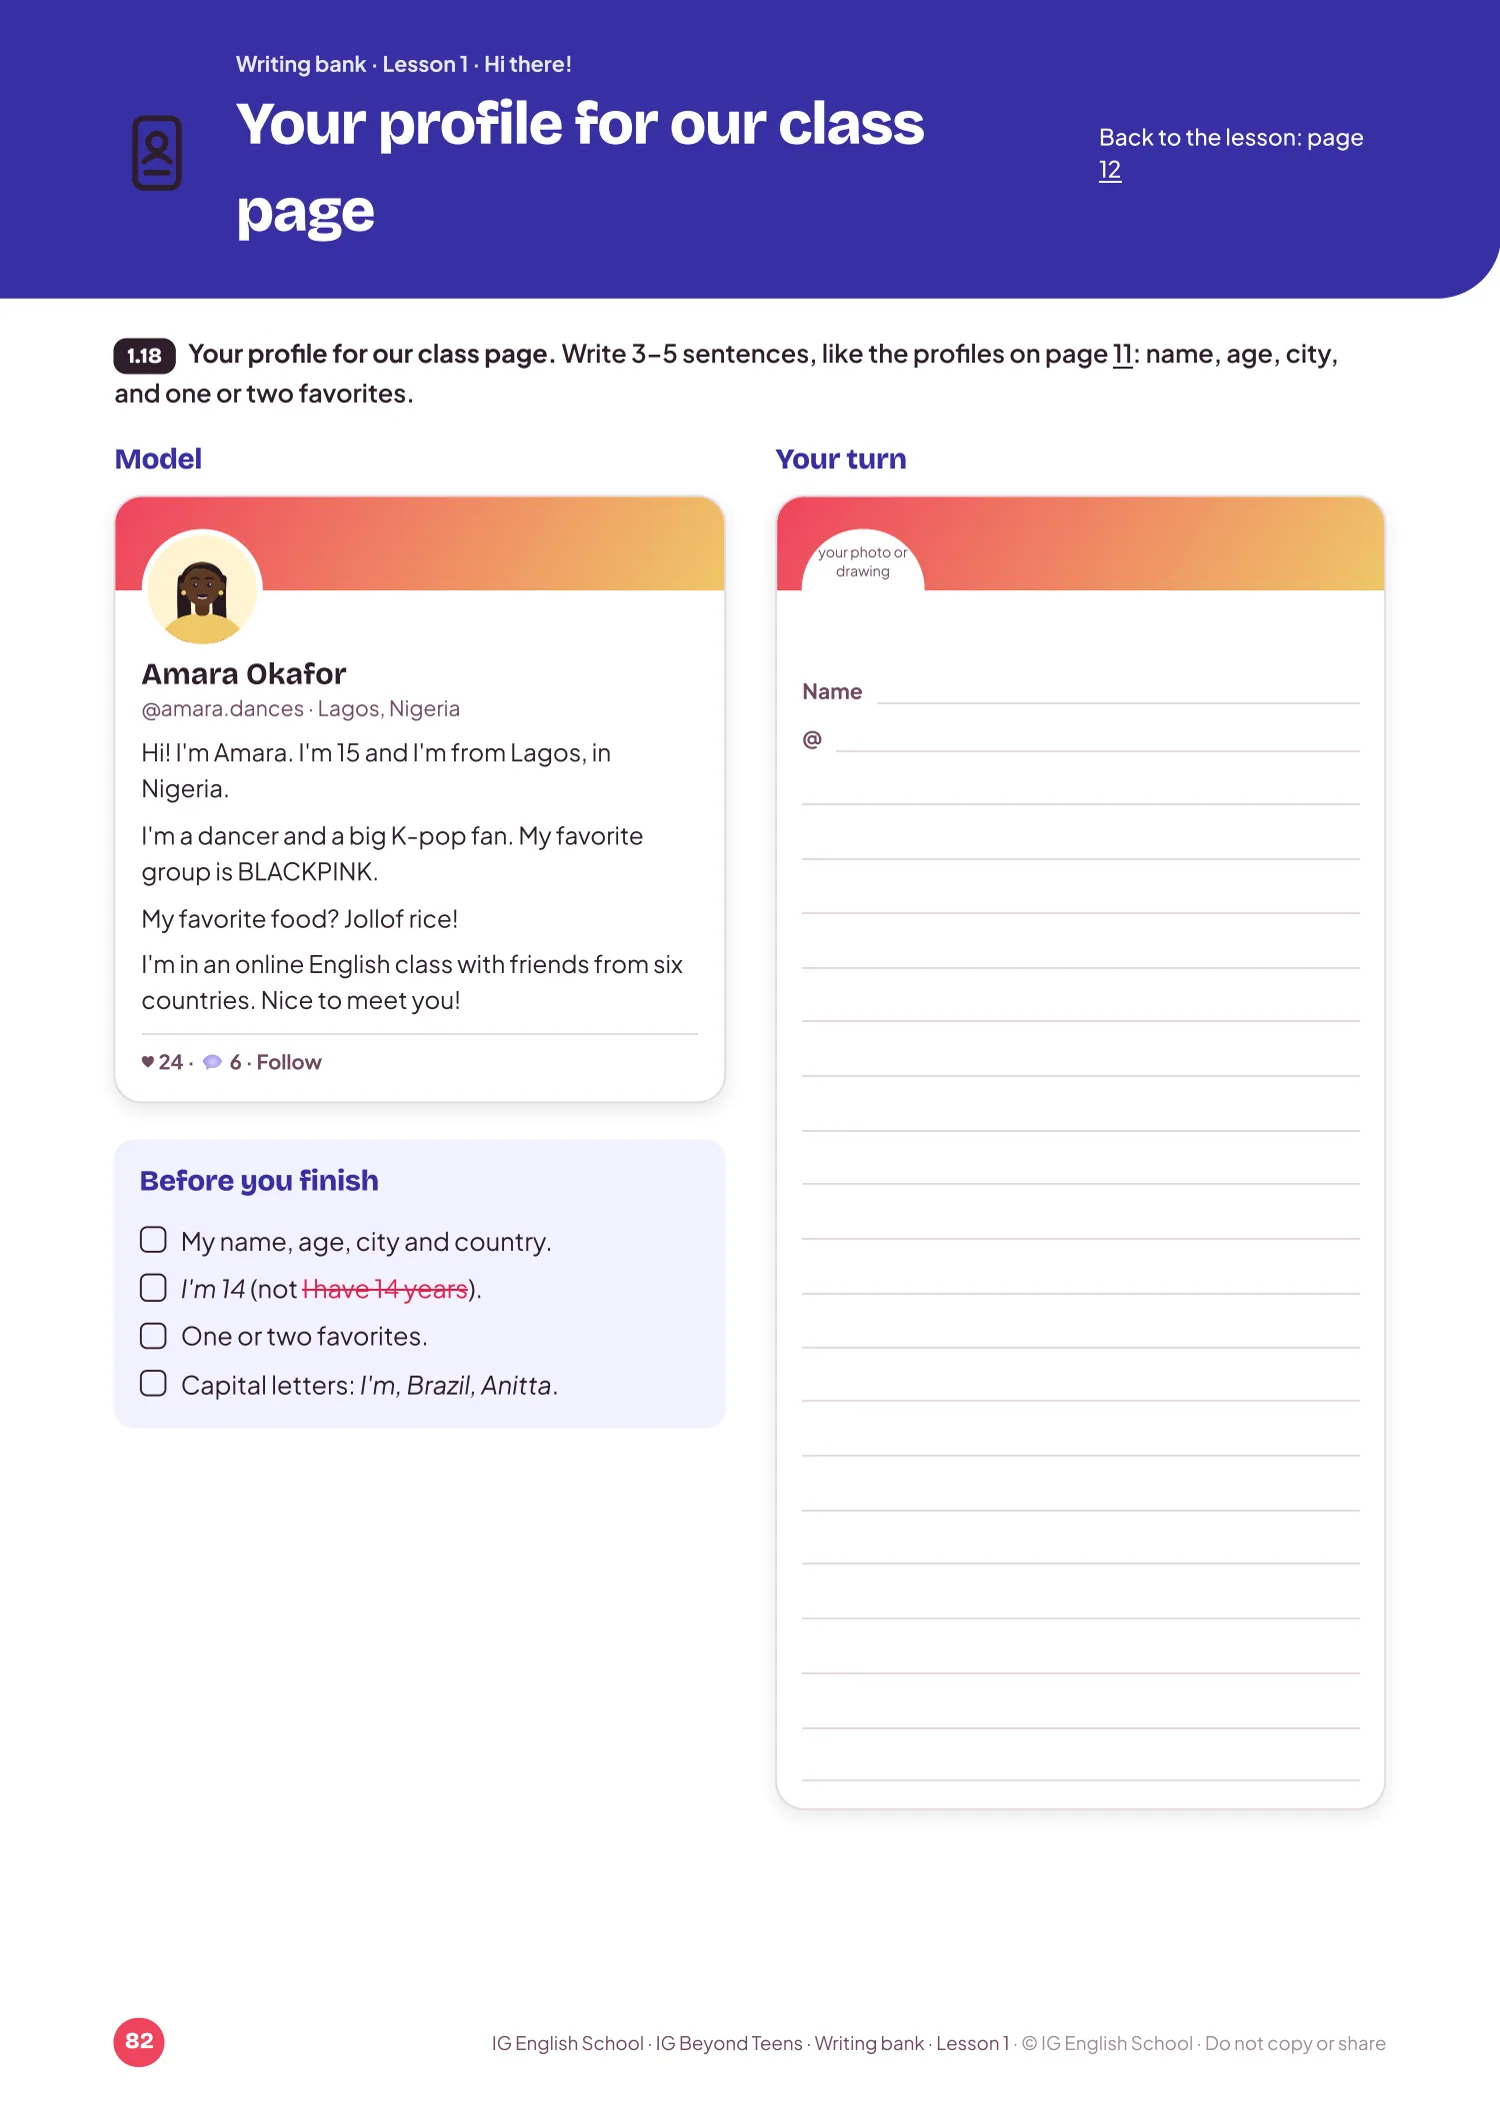 Writing bank · Lesson 1 · Hi there!
Your profile for our class
page
Back to the lesson: page
12
1.18 Your profile for our class page. Write 3–5 sentences, like the profiles on page 11: name, age, city,
and one or two favorites.
Model
Amara Okafor
@amara.dances · Lagos, Nigeria
Hi! I'm Amara. I'm 15 and I'm from Lagos, in
Nigeria.
I'm a dancer and a big K-pop fan. My favorite
group is BLACKPINK.
My favorite food? Jollof rice!
I'm in an online English class with friends from six
countries. Nice to meet you!
♥ 24 · 💬 6 · Follow
Before you finish
My name, age, city and country.
I'm 14 (not I have 14 years).
One or two favorites.
Capital letters: I'm, Brazil, Anitta.
Your turn
your photo or
drawing
Name
@
82
IG English School · IG Beyond Teens · Writing bank · Lesson 1 · © IG English School · Do not copy or share